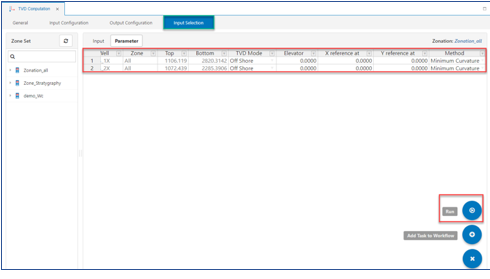 TVD Computation
General Input Configuration Output Configuration Input Selection
Zone Set
Input Parameter Zonation: Zonation_all
Well Zone Top Bottom TVD Mode Elevator X reference at Y reference at Method
1 _1X All 1106.119 2820.3142 Off Shore 0.0000 0.0000 0.0000 Minimum Curvature
2 _2X All 1072.439 2285.3906 Off Shore 0.0000 0.0000 0.0000 Minimum Curvature
Zonation_all
Zone_Stratygraphy
Run
Add Task to Workflow